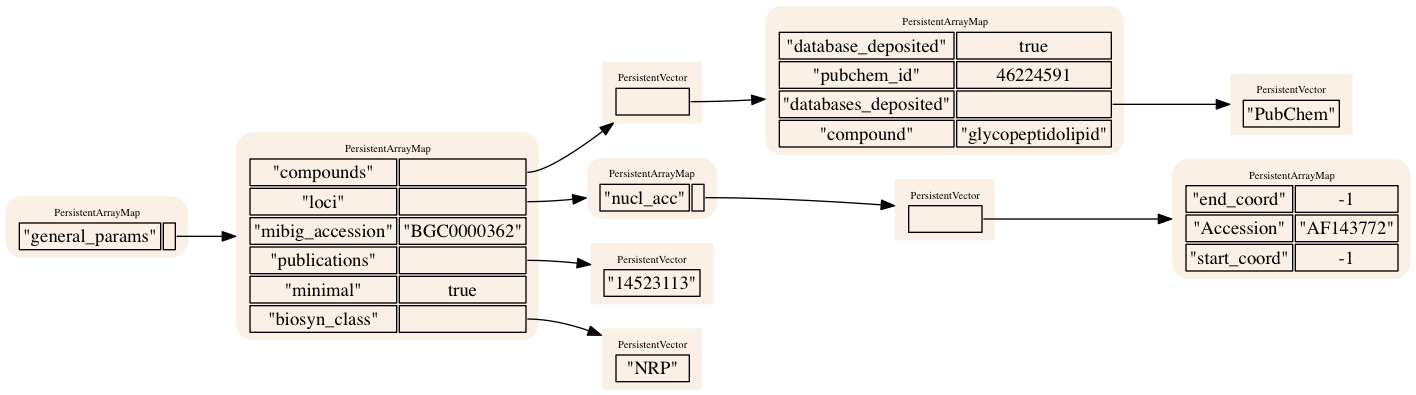 PersistentArrayMap
"general_params"
PersistentArrayMap
"compounds"
"loci"
"mibig_accession" "BGC0000362"
"publications"
"minimal" true
"biosyn_class"
PersistentVector
PersistentArrayMap
"database_deposited" true
"pubchem_id" 46224591
"databases_deposited"
"compound" "glycopeptidolipid"
PersistentVector
"PubChem"
PersistentArrayMap
"nucl_acc"
PersistentVector
PersistentArrayMap
"end_coord" -1
"Accession" "AF143772"
"start_coord" -1
PersistentVector
"14523113"
PersistentVector
"NRP"